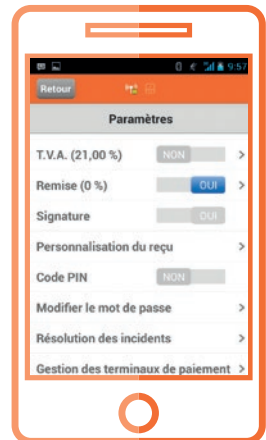 9:57
Retour
Paramètres
T.V.A. (21,00 %) NON >
Remise (0 %) OUI >
Signature OUI
Personnalisation du reçu >
Code PIN NON
Modifier le mot de passe >
Résolution des incidents >
Gestion des terminaux de paiement >